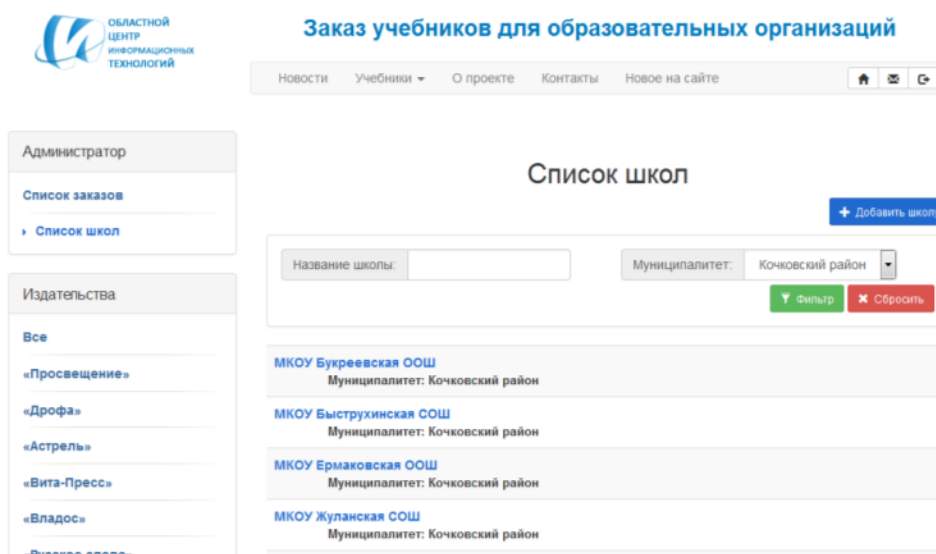 ОБЛАСТНОЙ
ЦЕНТР
ИНФОРМАЦИОННЫХ
ТЕХНОЛОГИЙ
Заказ учебников для образовательных организаций
Новости Учебники О проекте Контакты Новое на сайте
Администратор
Список заказов
Список школ
Издательства
Все
«Просвещение»
«Дрофа»
«Астрель»
«Вита-Пресс»
«Владос»
Список школ
Добавить школу
Название школы: Муниципалитет: Кочковский район
Фильтр Сбросить
МКОУ Букреевская ООШ
Муниципалитет: Кочковский район
МКОУ Быструхинская СОШ
Муниципалитет: Кочковский район
МКОУ Ермаковская ООШ
Муниципалитет: Кочковский район
МКОУ Жуланская СОШ
Муниципалитет: Кочковский район